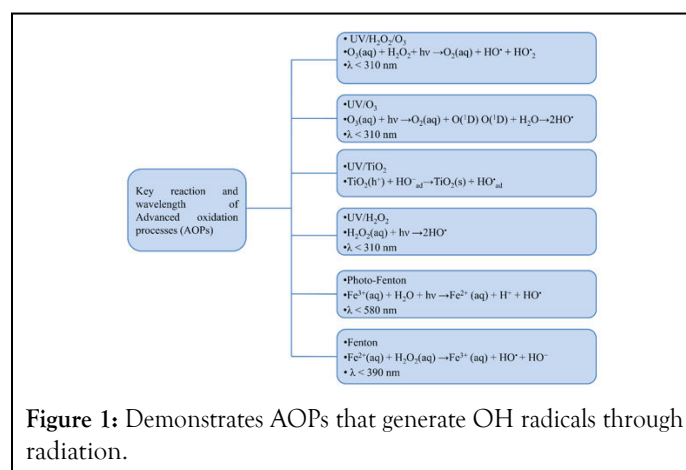 • UV/H₂O₂/O₃
•O₃(aq) + H₂O₂+ hν →O₂(aq) + HO• + HO•₂
•λ < 310 nm
•UV/O₃
•O₃(aq) + hν →O₂(aq) + O(¹D) O(¹D) + H₂O→2HO•
•λ < 310 nm
Key reaction and
wavelength of
Advanced oxidation
processes (AOPs)
•UV/TiO₂
•TiO₂(h⁺) + HO⁻ad→TiO₂(s) + HO•ad
•UV/H₂O₂
•H₂O₂(aq) + hν →2HO•
•λ < 310 nm
•Photo-Fenton
•Fe³⁺(aq) + H₂O + hν →Fe²⁺ (aq) + H⁺ + HO•
•λ < 580 nm
•Fenton
•Fe²⁺(aq) + H₂O₂(aq) →Fe³⁺ (aq) + HO• + HO⁻
• λ < 390 nm
Figure 1: Demonstrates AOPs that generate OH radicals through
radiation.